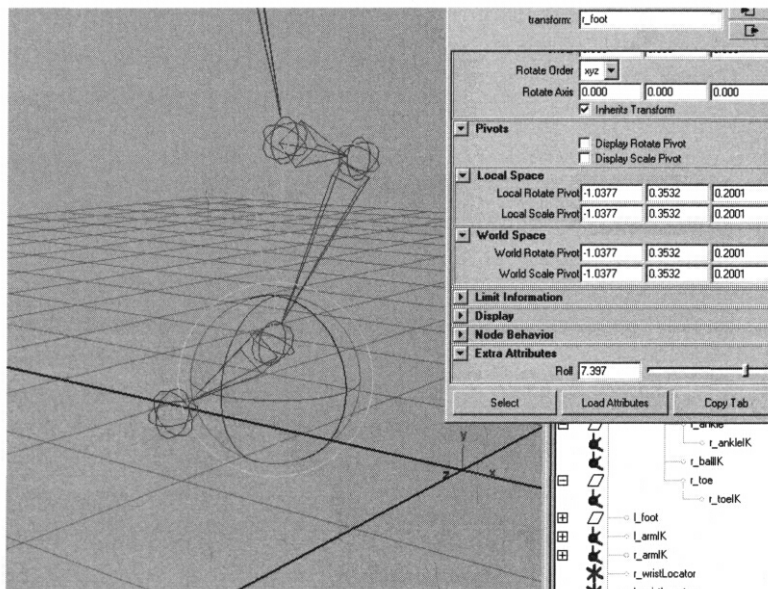 transform: r_foot
Rotate Order xyz
Rotate Axis 0.000 0.000 0.000
Inherits Transform
Pivots
Display Rotate Pivot
Display Scale Pivot
Local Space
Local Rotate Pivot -1.0377 0.3532 0.2001
Local Scale Pivot -1.0377 0.3532 0.2001
World Space
World Rotate Pivot -1.0377 0.3532 0.2001
World Scale Pivot -1.0377 0.3532 0.2001
Limit Information
Display
Node Behavior
Extra Attributes
Roll 7.397
Select Load Attributes Copy Tab
r_ankle
r_ankleIK
r_ballIK
r_toe
r_toeIK
l_foot
l_armIK
r_armIK
r_wristLocator
y
z x